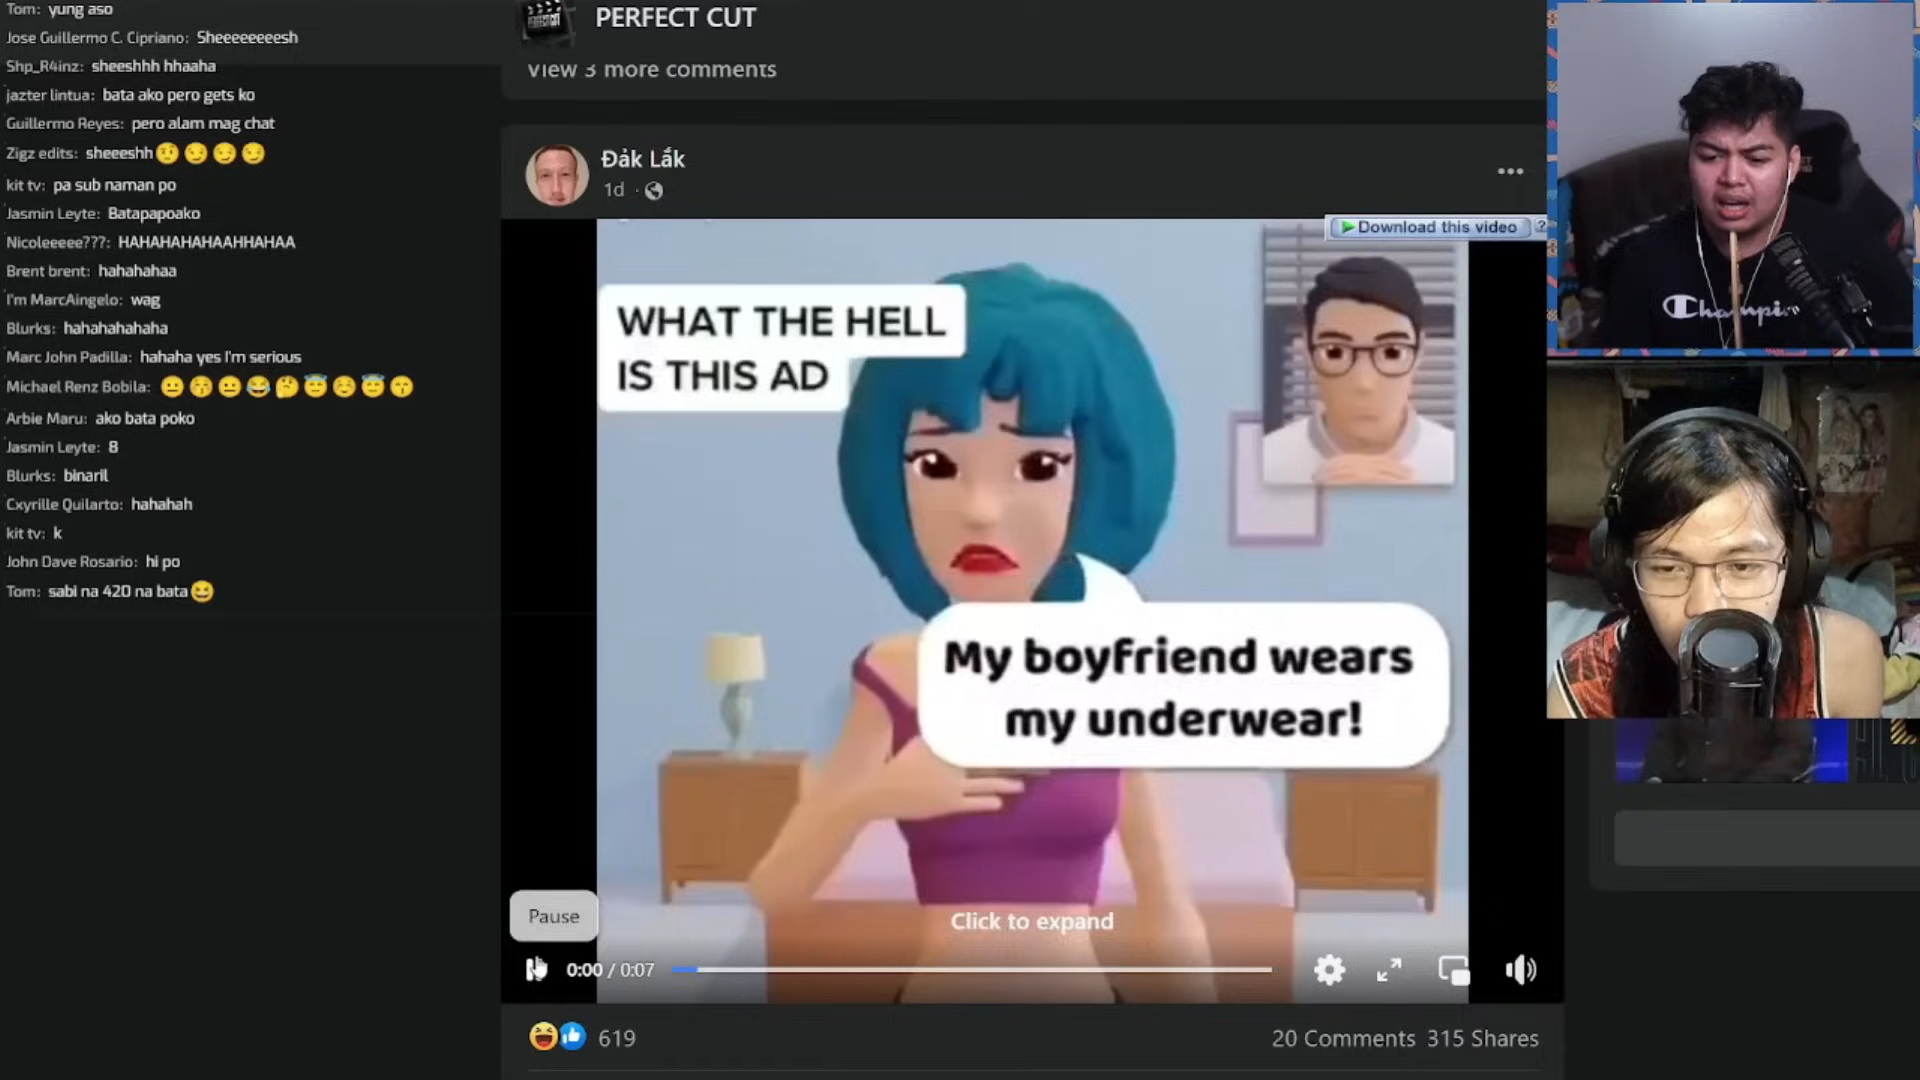 Tom: yung aso
Jose Guillermo C. Cipriano: Sheeeeeeeesh
Shp_R4inz: sheeshhh hhaaha
jazter lintua: bata ako pero gets ko
Guillermo Reyes: pero alam mag chat
Zigz edits: sheeeshh🤨😏😏😏
kit tv: pa sub naman po
Jasmin Leyte: Batapapoako
Nicoleeeee???: HAHAHAHAHAAHHAHAA
Brent brent: hahahahaa
I'm MarcAingelo: wag
Blurks: hahahahahaha
Marc John Padilla: hahaha yes I'm serious
Michael Renz Bobila: 😐😚😐😂🤔😇☺️😇😙
Arbie Maru: ako bata poko
Jasmin Leyte: 8
Blurks: binaril
Cxyrille Quilarto: hahahah
kit tv: k
John Dave Rosario: hi po
Tom: sabi na 420 na bata😆
PERFECT CUT
View 3 more comments
Đảk Lắk
1d ·
Download this video ?
WHAT THE HELL
IS THIS AD
My boyfriend wears
my underwear!
Click to expand
Pause
0:00 / 0:07
619
20 Comments 315 Shares
Champion